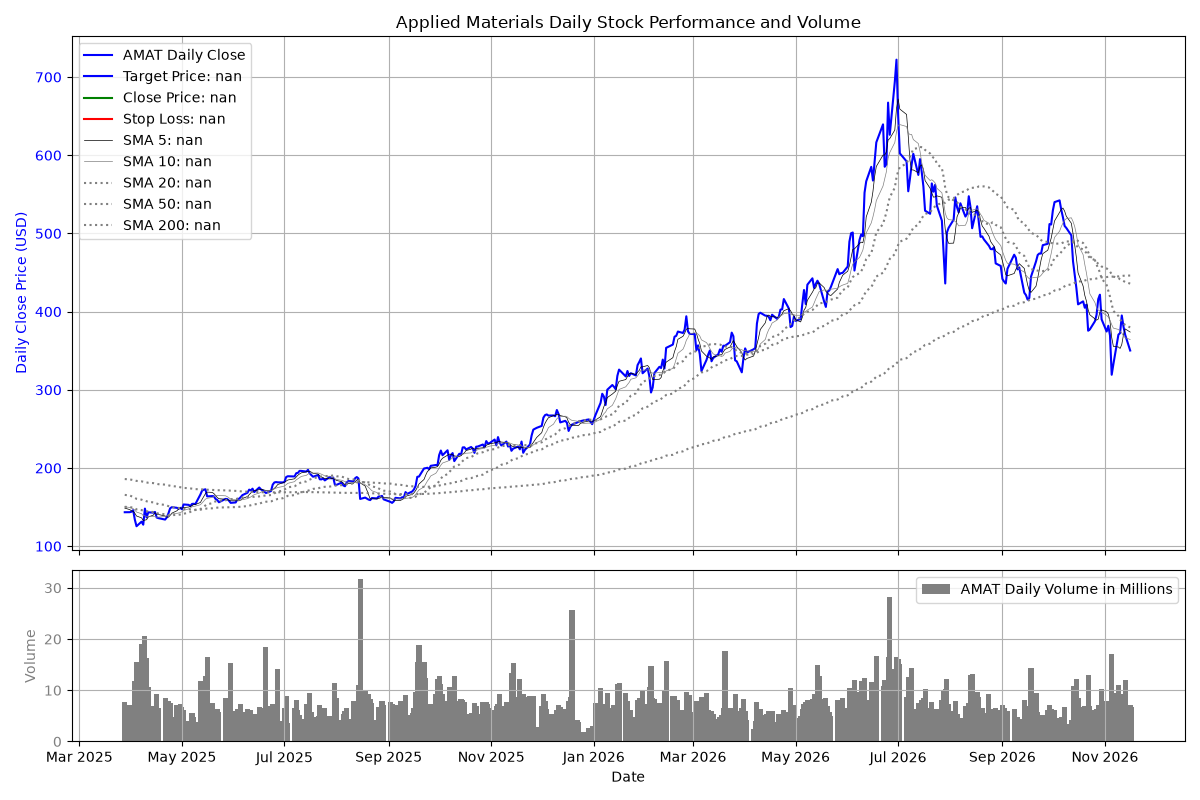 Applied Materials Daily Stock Performance and Volume
AMAT Daily Close
Target Price: nan
Close Price: nan
Stop Loss: nan
SMA 5: nan
SMA 10: nan
SMA 20: nan
SMA 50: nan
SMA 200: nan
Daily Close Price (USD)
700
600
500
400
300
200
100
AMAT Daily Volume in Millions
Volume
30
20
10
0
Mar 2025 May 2025 Jul 2025 Sep 2025 Nov 2025 Jan 2026 Mar 2026 May 2026 Jul 2026 Sep 2026 Nov 2026
Date